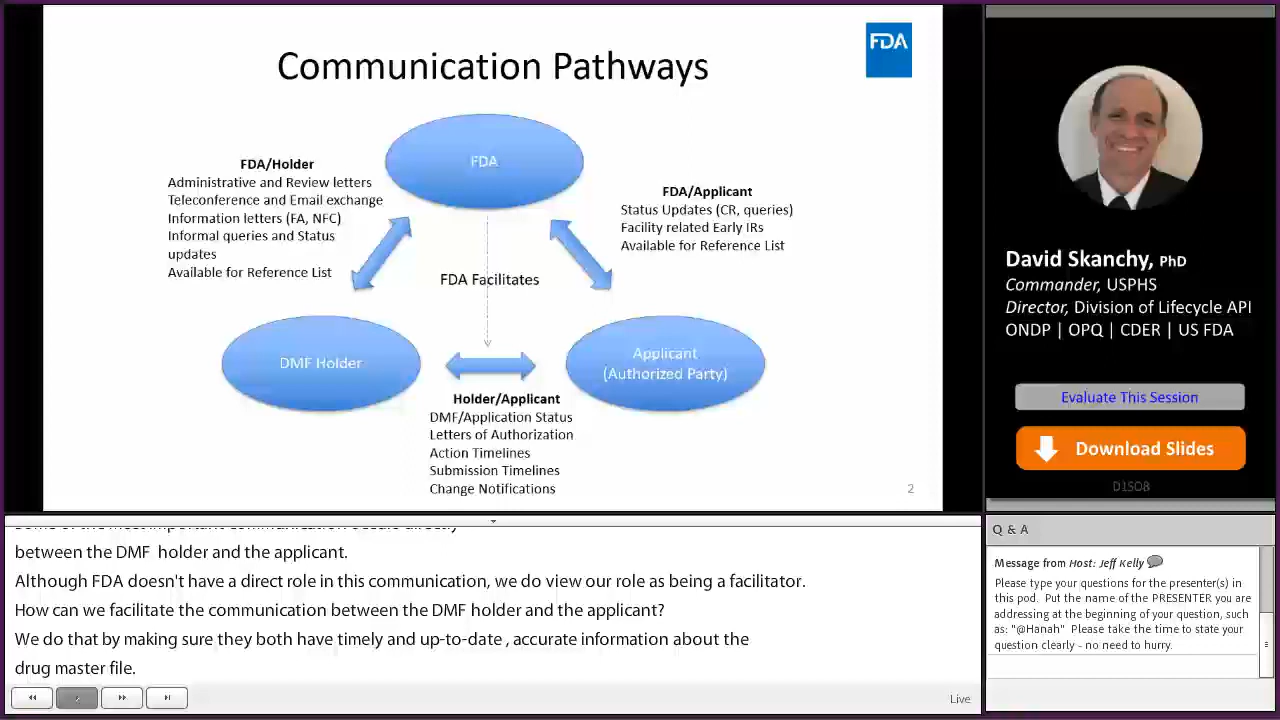 Communication Pathways
FDA
FDA
FDA/Holder
Administrative and Review letters
Teleconference and Email exchange
Information letters (FA, NFC)
Informal queries and Status
updates
Available for Reference List
FDA/Applicant
Status Updates (CR, queries)
Facility related Early IRs
Available for Reference List
FDA Facilitates
DMF Holder
Applicant
(Authorized Party)
Holder/Applicant
DMF/Application Status
Letters of Authorization
Action Timelines
Submission Timelines
Change Notifications
2
David Skanchy, PhD
Commander, USPHS
Director, Division of Lifecycle API
ONDP | OPQ | CDER | US FDA
Evaluate This Session
Download Slides
D1S08
between the DMF holder and the applicant.
Although FDA doesn't have a direct role in this communication, we do view our role as being a facilitator.
How can we facilitate the communication between the DMF holder and the applicant?
We do that by making sure they both have timely and up-to-date , accurate information about the
drug master file.
Live
Q & A
Message from Host: Jeff Kelly
Please type your questions for the presenter(s) in
this pod. Put the name of the PRESENTER you are
addressing at the beginning of your question, such
as: "@Hanah" Please take the time to state your
question clearly - no need to hurry.